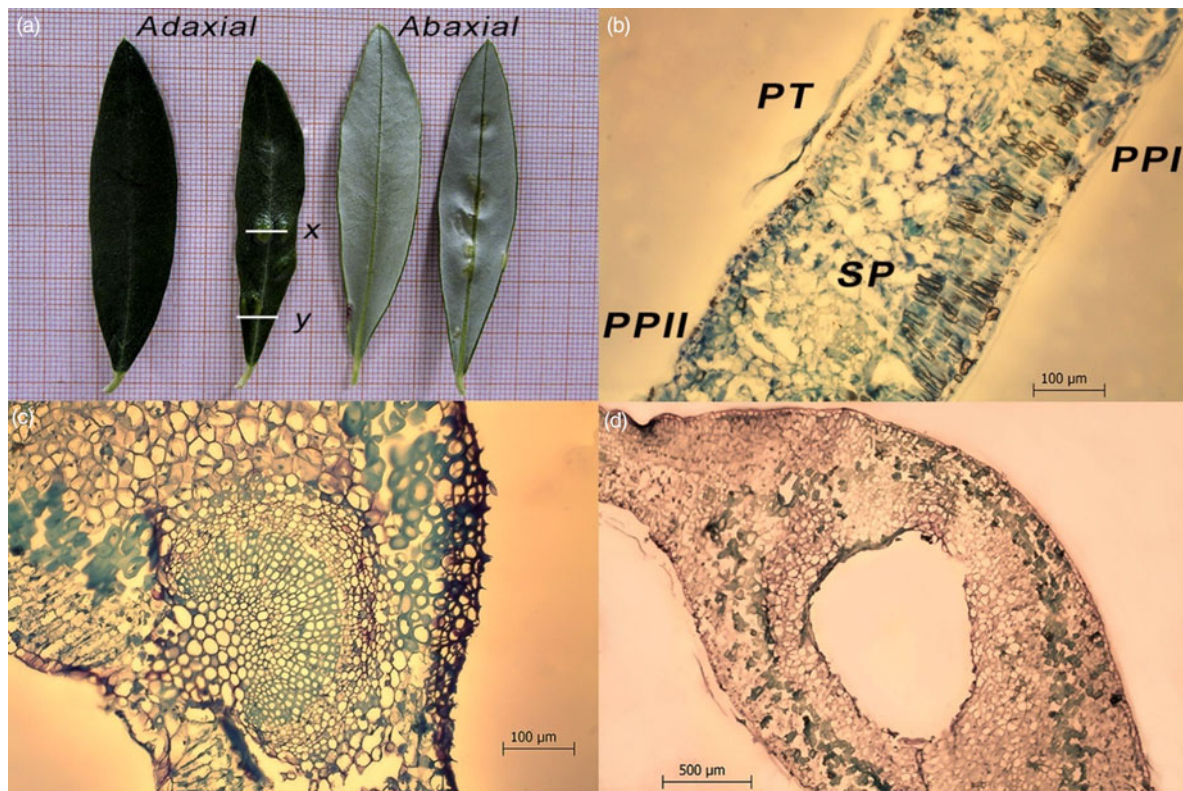 (a)
Adaxial
Abaxial
x
y
(b)
PT
PPI
SP
PPII
100 µm
(c)
100 µm
(d)
500 µm